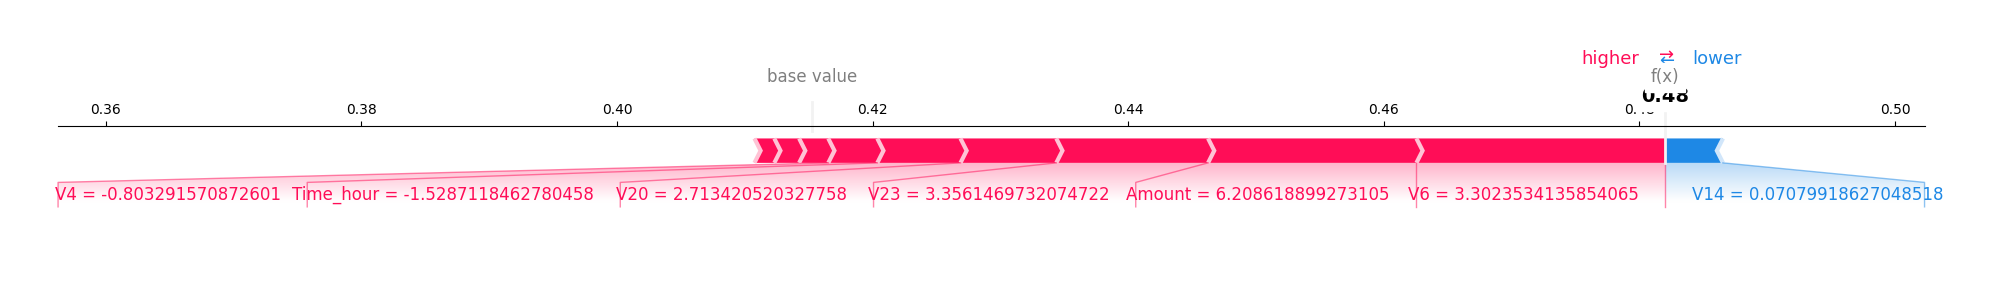 higher ⇄ lower
base value f(x)
0.36 0.38 0.40 0.42 0.44 0.46 0.48 0.50
V4 = -0.803291570872601 Time_hour = -1.5287118462780458 V20 = 2.713420520327758 V23 = 3.3561469732074722 Amount = 6.208618899273105 V6 = 3.3023534135854065 V14 = 0.07079918627048518